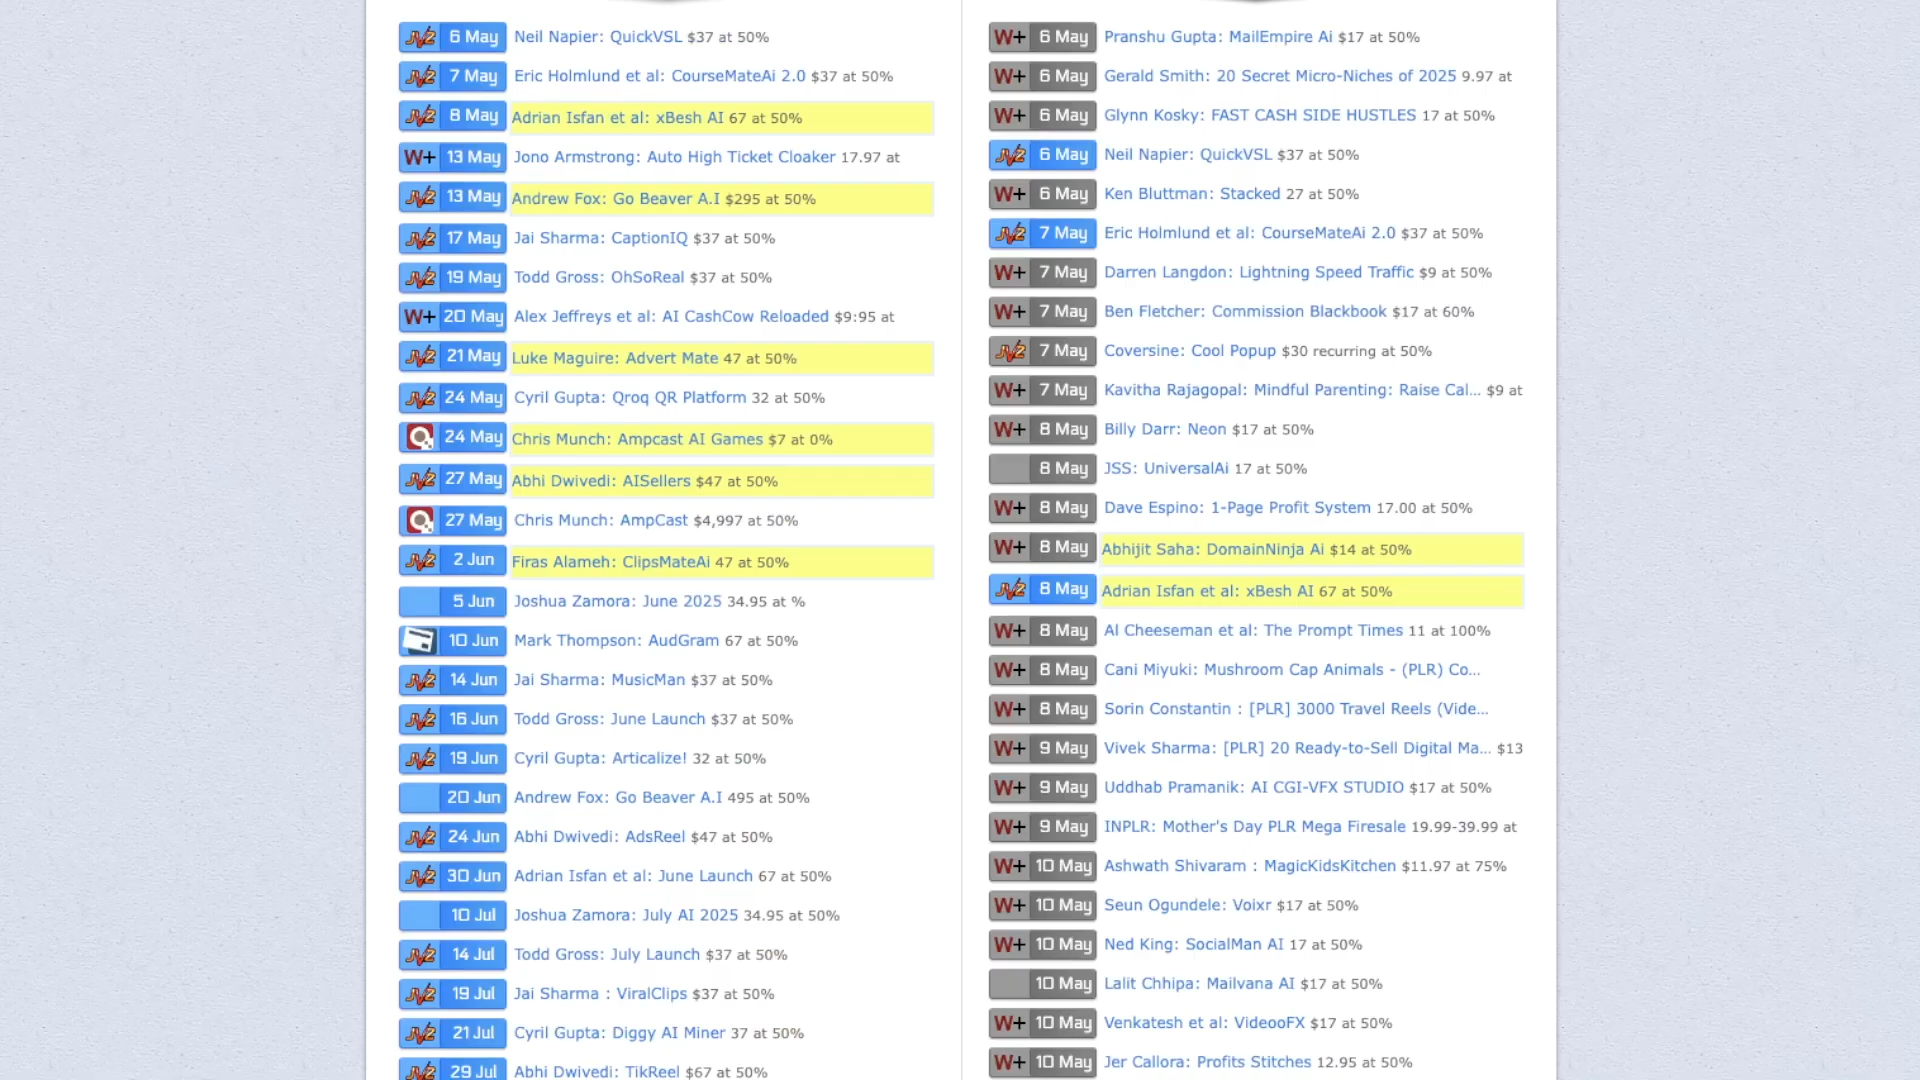 6 May Neil Napier: QuickVSL $37 at 50%
7 May Eric Holmlund et al: CourseMateAi 2.0 $37 at 50%
8 May Adrian Isfan et al: xBesh AI 67 at 50%
W+ 13 May Jono Armstrong: Auto High Ticket Cloaker 17.97 at
13 May Andrew Fox: Go Beaver A.I $295 at 50%
17 May Jai Sharma: CaptionIQ $37 at 50%
19 May Todd Gross: OhSoReal $37 at 50%
W+ 20 May Alex Jeffreys et al: AI CashCow Reloaded $9:95 at
21 May Luke Maguire: Advert Mate 47 at 50%
24 May Cyril Gupta: Qroq QR Platform 32 at 50%
24 May Chris Munch: Ampcast AI Games $7 at 0%
27 May Abhi Dwivedi: AISellers $47 at 50%
27 May Chris Munch: AmpCast $4,997 at 50%
2 Jun Firas Alameh: ClipsMateAi 47 at 50%
5 Jun Joshua Zamora: June 2025 34.95 at %
10 Jun Mark Thompson: AudGram 67 at 50%
14 Jun Jai Sharma: MusicMan $37 at 50%
16 Jun Todd Gross: June Launch $37 at 50%
19 Jun Cyril Gupta: Articalize! 32 at 50%
20 Jun Andrew Fox: Go Beaver A.I 495 at 50%
24 Jun Abhi Dwivedi: AdsReel $47 at 50%
30 Jun Adrian Isfan et al: June Launch 67 at 50%
10 Jul Joshua Zamora: July AI 2025 34.95 at 50%
14 Jul Todd Gross: July Launch $37 at 50%
19 Jul Jai Sharma : ViralClips $37 at 50%
21 Jul Cyril Gupta: Diggy AI Miner 37 at 50%
29 Jul Abhi Dwivedi: TikReel $67 at 50%
W+ 6 May Pranshu Gupta: MailEmpire Ai $17 at 50%
W+ 6 May Gerald Smith: 20 Secret Micro-Niches of 2025 9.97 at
W+ 6 May Glynn Kosky: FAST CASH SIDE HUSTLES 17 at 50%
6 May Neil Napier: QuickVSL $37 at 50%
W+ 6 May Ken Bluttman: Stacked 27 at 50%
7 May Eric Holmlund et al: CourseMateAi 2.0 $37 at 50%
W+ 7 May Darren Langdon: Lightning Speed Traffic $9 at 50%
W+ 7 May Ben Fletcher: Commission Blackbook $17 at 60%
7 May Coversine: Cool Popup $30 recurring at 50%
W+ 7 May Kavitha Rajagopal: Mindful Parenting: Raise Cal... $9 at
W+ 8 May Billy Darr: Neon $17 at 50%
8 May JSS: UniversalAi 17 at 50%
W+ 8 May Dave Espino: 1-Page Profit System 17.00 at 50%
W+ 8 May Abhijit Saha: DomainNinja Ai $14 at 50%
8 May Adrian Isfan et al: xBesh AI 67 at 50%
W+ 8 May Al Cheeseman et al: The Prompt Times 11 at 100%
W+ 8 May Cani Miyuki: Mushroom Cap Animals - (PLR) Co...
W+ 8 May Sorin Constantin : [PLR] 3000 Travel Reels (Vide...
W+ 9 May Vivek Sharma: [PLR] 20 Ready-to-Sell Digital Ma... $13
W+ 9 May Uddhab Pramanik: AI CGI-VFX STUDIO $17 at 50%
W+ 9 May INPLR: Mother's Day PLR Mega Firesale 19.99-39.99 at
W+ 10 May Ashwath Shivaram : MagicKidsKitchen $11.97 at 75%
W+ 10 May Seun Ogundele: Voixr $17 at 50%
W+ 10 May Ned King: SocialMan AI 17 at 50%
10 May Lalit Chhipa: Mailvana AI $17 at 50%
W+ 10 May Venkatesh et al: VideooFX $17 at 50%
W+ 10 May Jer Callora: Profits Stitches 12.95 at 50%